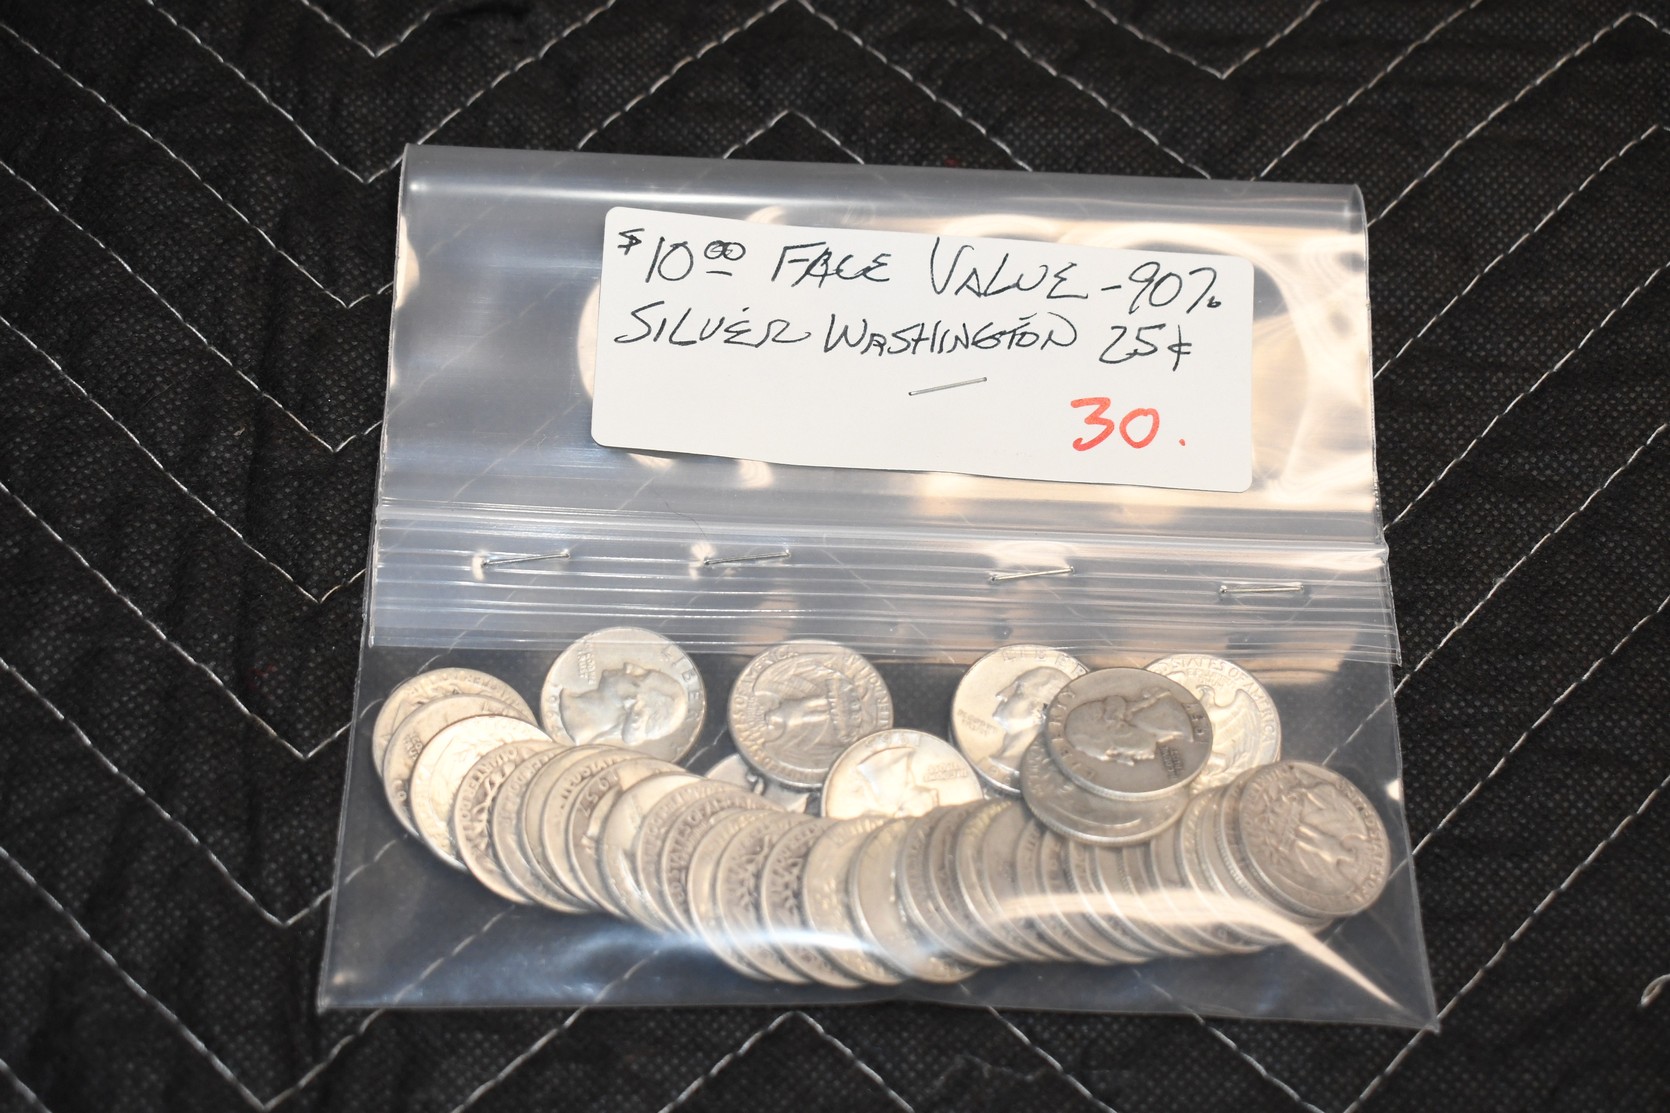 $10.00 FACE VALUE - 90%
SILVER WASHINGTON 25¢
30.